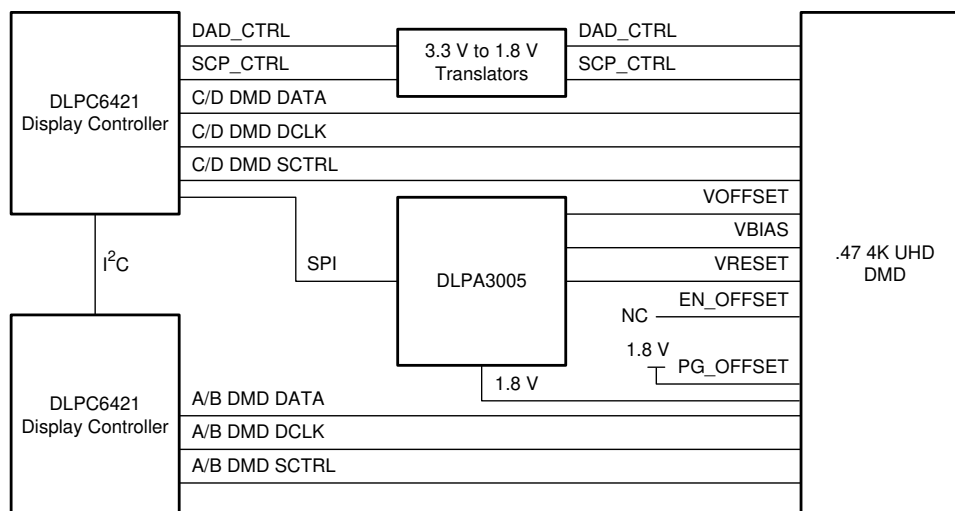 DAD_CTRL
SCP_CTRL
C/D DMD DATA
C/D DMD DCLK
C/D DMD SCTRL
DLPC6421
Display Controller
3.3 V to 1.8 V
Translators
DAD_CTRL
SCP_CTRL
VOFFSET
VBIAS
VRESET
EN_OFFSET
NC
1.8 V
PG_OFFSET
.47 4K UHD
DMD
I²C
SPI
DLPA3005
1.8 V
DLPC6421
Display Controller
A/B DMD DATA
A/B DMD DCLK
A/B DMD SCTRL